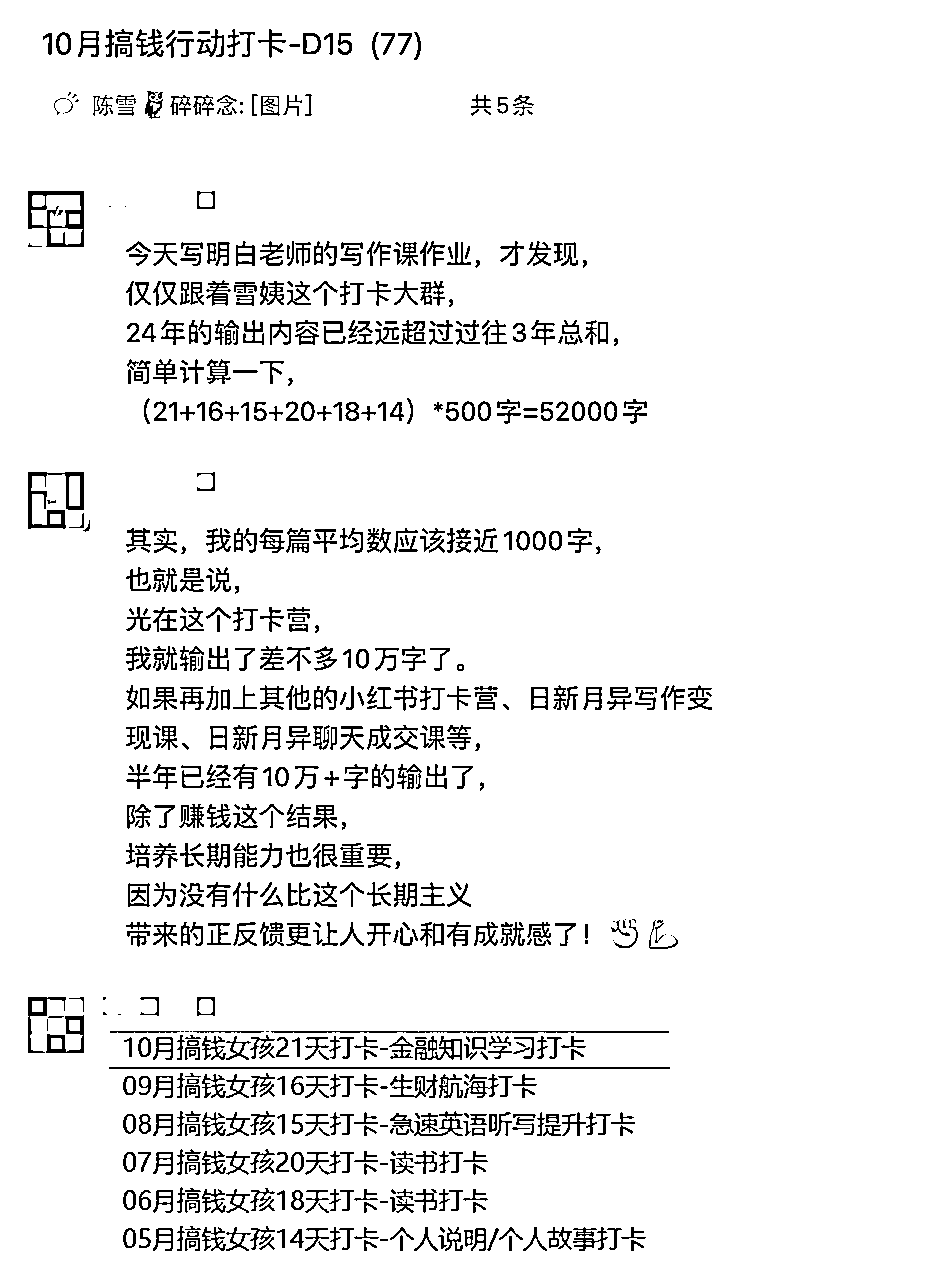 10月搞钱行动打卡-D15 (77)
陈雪 碎碎念: [图片]
共5条
今天写明白老师的写作课作业，才发现，
仅仅跟着雪姨这个打卡大群，
24年的输出内容已经远超过过往3年总和，
简单计算一下，
（21+16+15+20+18+14）*500字=52000字
其实，我的每篇平均数应该接近1000字，
也就是说，
光在这个打卡营，
我就输出了差不多10万字了。
如果再加上其他的小红书打卡营、日新月异写作变
现课、日新月异聊天成交课等，
半年已经有10万+字的输出了，
除了赚钱这个结果，
培养长期能力也很重要，
因为没有什么比这个长期主义
带来的正反馈更让人开心和有成就感了！👏💪
10月搞钱女孩21天打卡-金融知识学习打卡
09月搞钱女孩16天打卡-生财航海打卡
08月搞钱女孩15天打卡-急速英语听写提升打卡
07月搞钱女孩20天打卡-读书打卡
06月搞钱女孩18天打卡-读书打卡
05月搞钱女孩14天打卡-个人说明/个人故事打卡